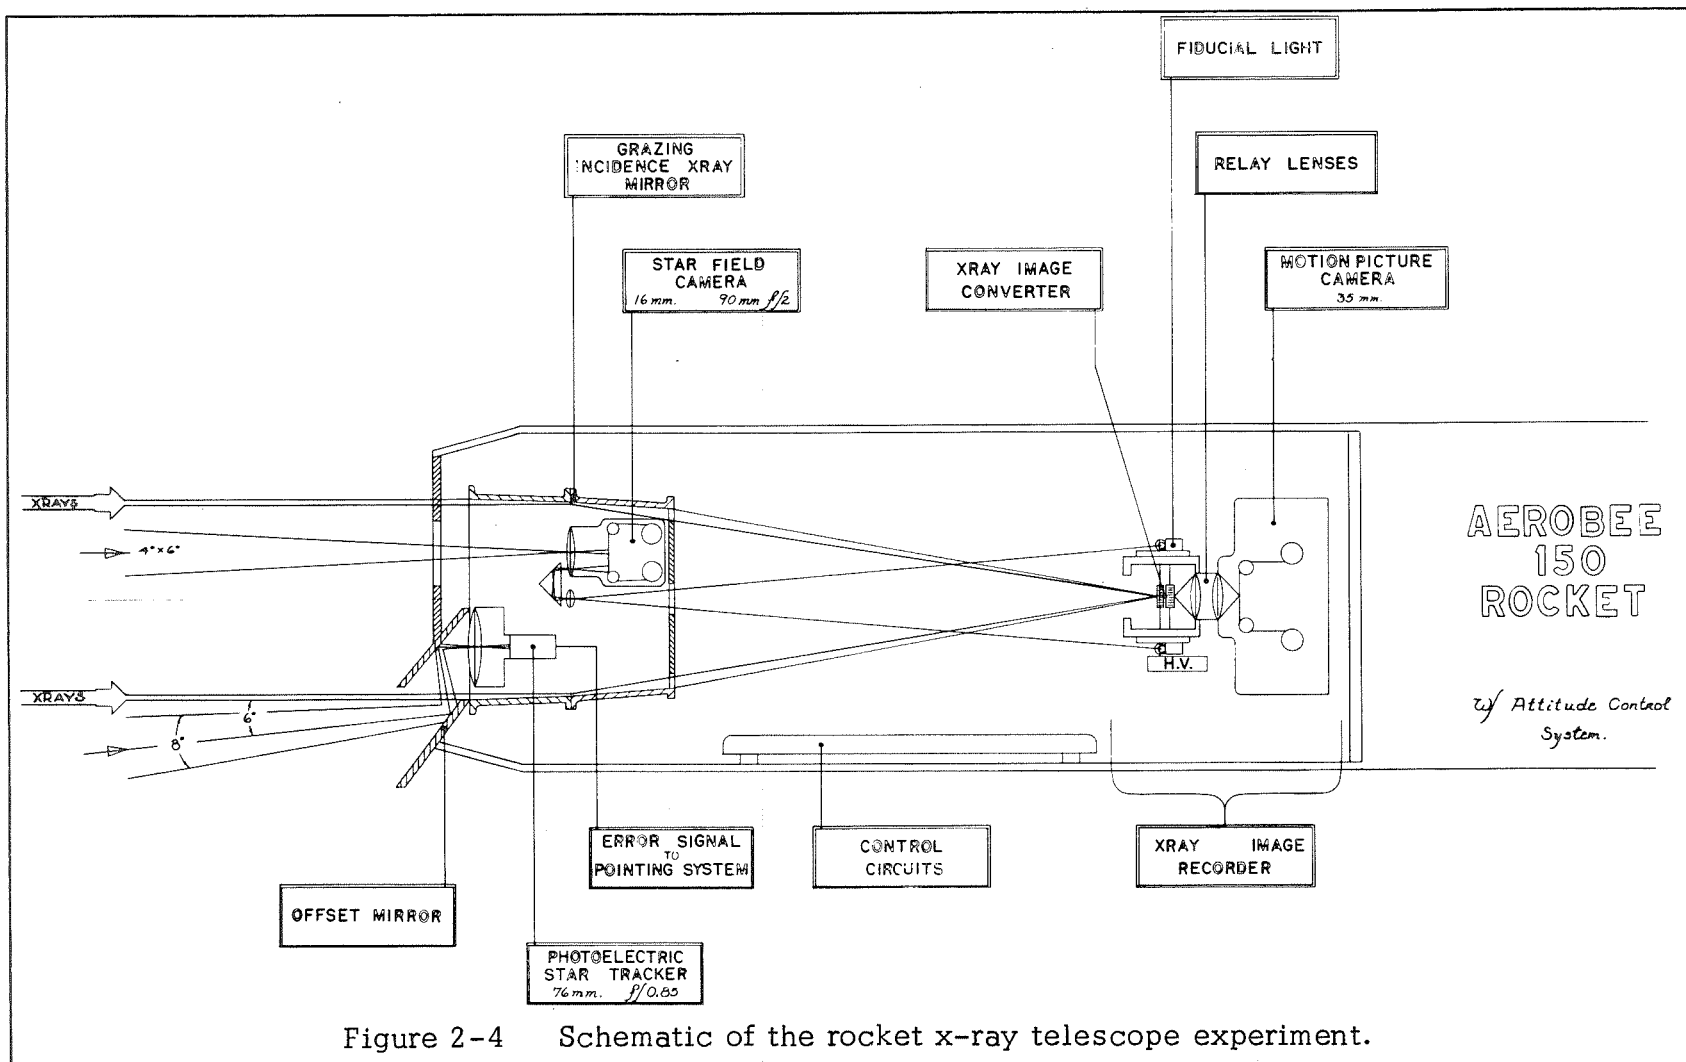 FIDUCIAL LIGHT
GRAZING
INCIDENCE XRAY
MIRROR
RELAY LENSES
STAR FIELD
CAMERA
16 mm. 90 mm f/2
XRAY IMAGE
CONVERTER
MOTION PICTURE
CAMERA
35 mm.
XRAYS
4° x 6°
AEROBEE
150
ROCKET
H.V.
XRAYS
6°
8°
w/ Attitude Control
System.
ERROR SIGNAL
TO
POINTING SYSTEM
CONTROL
CIRCUITS
XRAY IMAGE
RECORDER
OFFSET MIRROR
PHOTOELECTRIC
STAR TRACKER
76 mm. f/0.85
Figure 2-4 Schematic of the rocket x-ray telescope experiment.